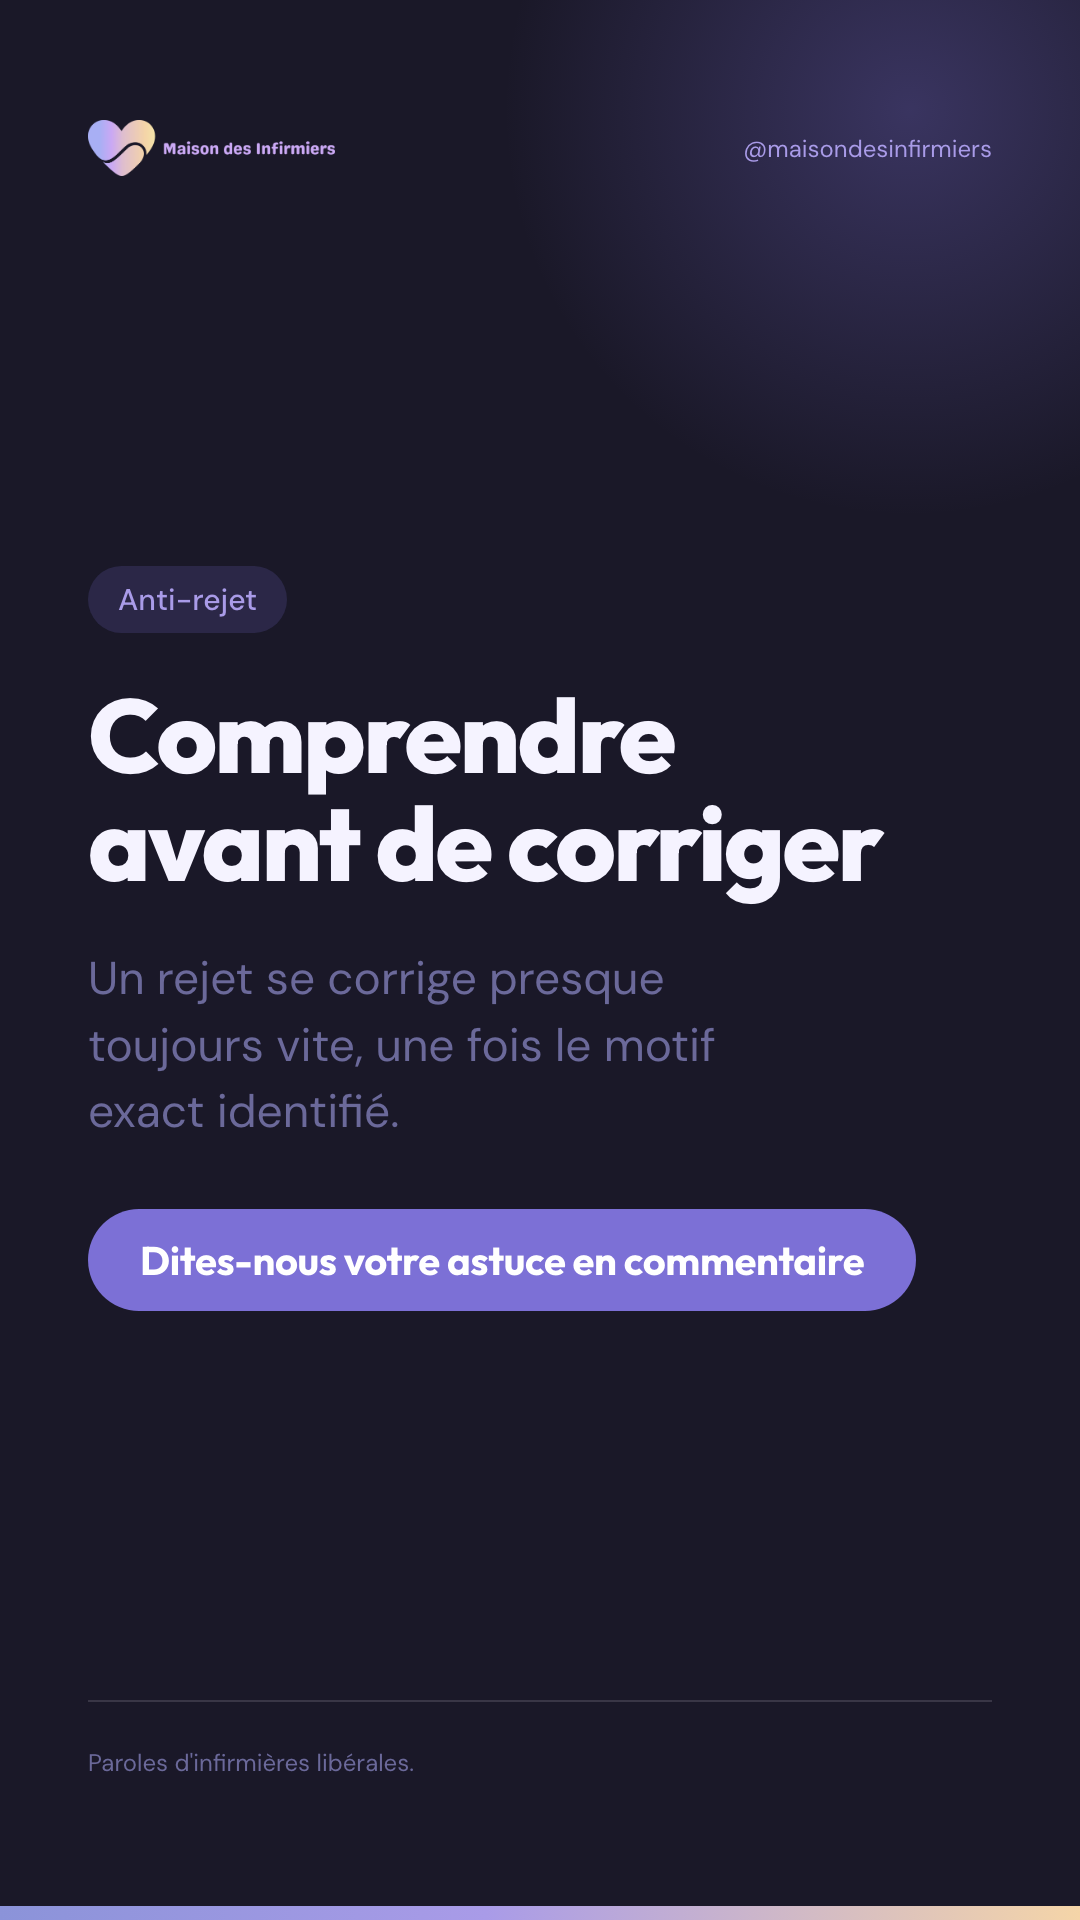 Maison des Infirmiers
@maisondesinfirmiers
Anti-rejet
Comprendre
avant de corriger
Un rejet se corrige presque
toujours vite, une fois le motif
exact identifié.
Dites-nous votre astuce en commentaire
Paroles d'infirmières libérales.